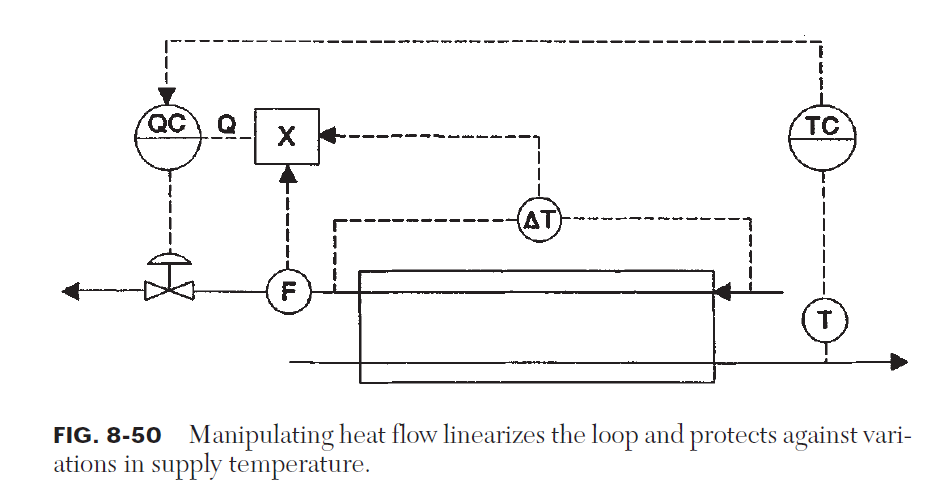 QC
Q
X
TC
ΔT
F
T
FIG. 8-50 Manipulating heat flow linearizes the loop and protects against vari-
ations in supply temperature.